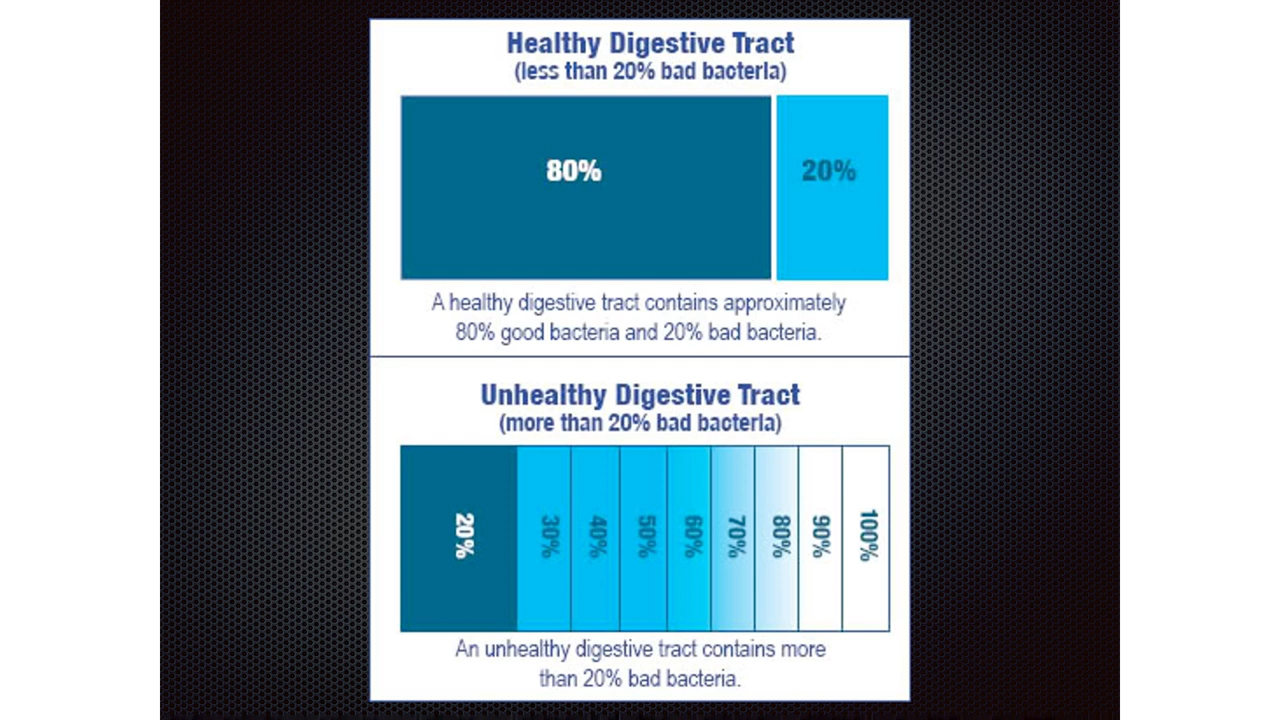 Healthy Digestive Tract
(less than 20% bad bacteria)
80%
20%
A healthy digestive tract contains approximately
80% good bacteria and 20% bad bacteria.
Unhealthy Digestive Tract
(more than 20% bad bacteria)
20%
30%
40%
50%
60%
70%
80%
90%
100%
An unhealthy digestive tract contains more
than 20% bad bacteria.